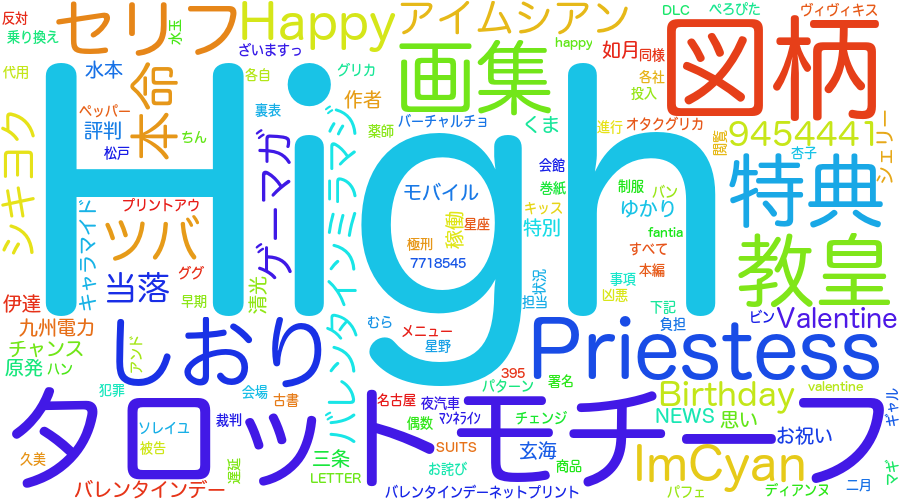 反対
乗り換え
セリフ
水玉
Happy
ざいますっ
アイムシアン
DLC
ぺろぴた
ヴィヴィキス
図柄
代用
水本
本命
各自
グリカ
happy
如月
同様
画集
各社
投入
シキヨク
ペッパー
評判
松戸
ちん
裏表
作者
薬師
バーチャルチョ
くま
進行
オタクグリカ
閲覧
9454441
シェリー
杏子
High
ゲーマガ
バレンタインミラマジ
会館
巻紙
制服
バン
特典
モバイル
キッス
ゆかり
プリントアウ
キャラマイド
ツバ
稼働
星座
特別
fantia
極刑
すべて
教皇
7718545
本編
当落
ググ
早期
清光
担当状況
事項
凶悪
伊達
九州電力
下記
ピン
Valentine
チャンス
しおり
むら
メニュー
星野
Priestess
負担
原発
ハン
アンド
395
パターン
署名
犯罪
会場
古書
名古屋
夜汽車
Birthday
valentine
ギャル
タロットモチーフ
ソレイユ
裁判
偶数
マンネライン
チェンジ
NEWS
思い
お祝い
被告
SUITS
玄海
ImCyan
久美
遅延
三条
LETTER
お詫び
商品
マギ
バレンタインデー
バレンタインデーネットプリント
パフェ
ディアンヌ
二月